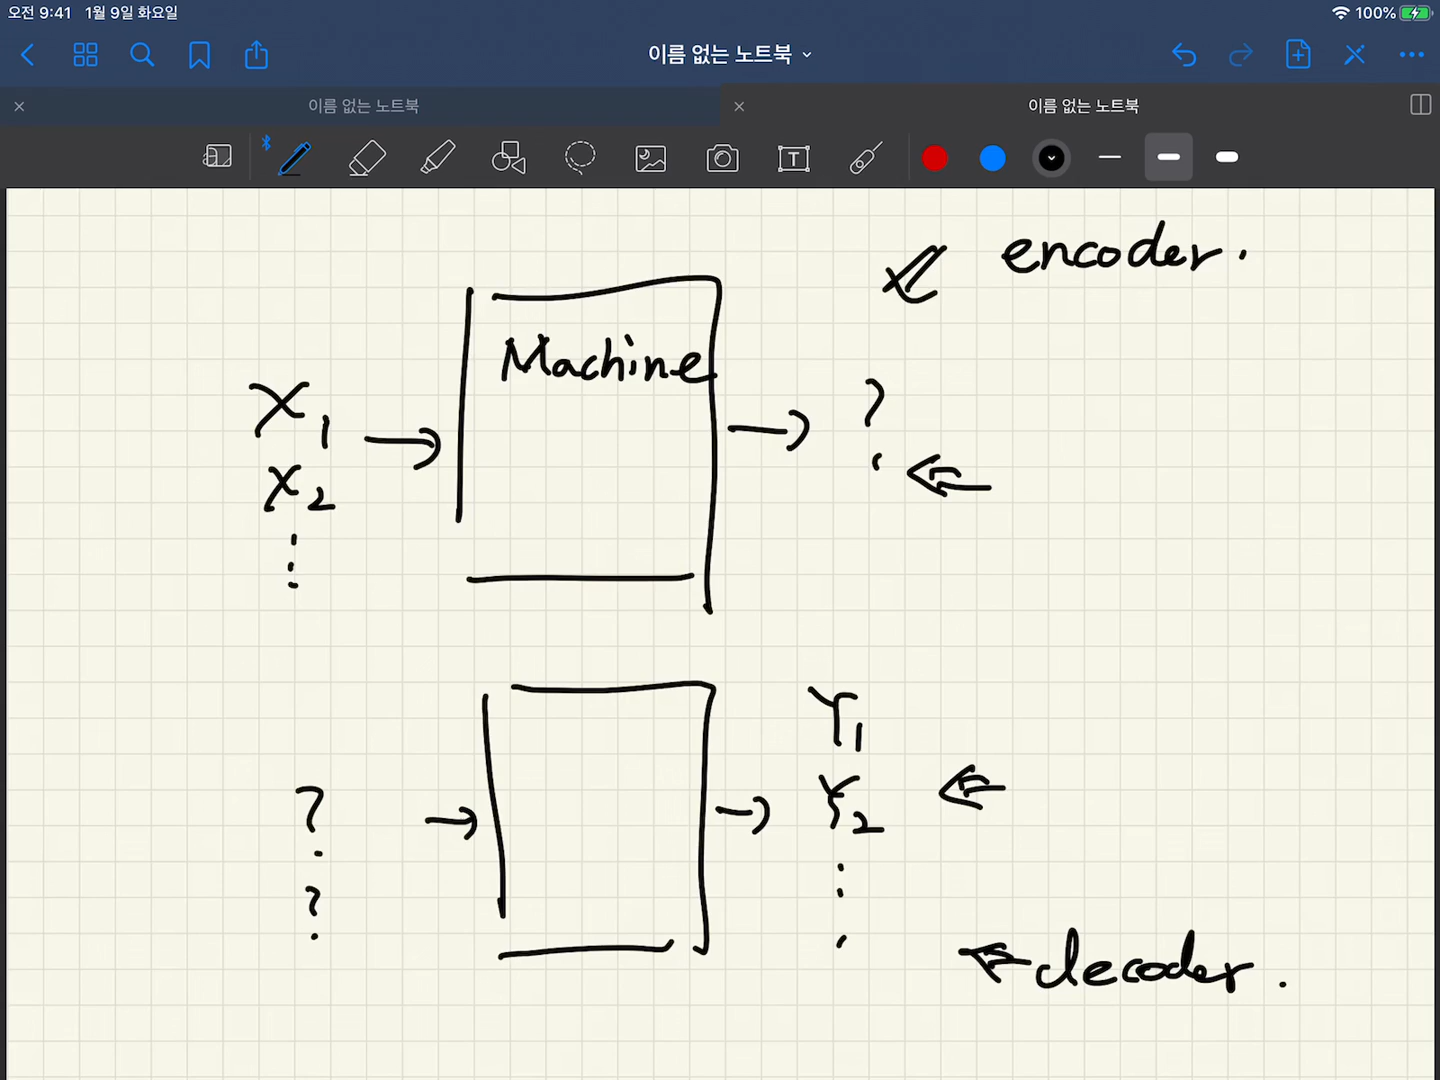 오전 9:41 1월 9일 화요일
100%
이름 없는 노트북
이름 없는 노트북
이름 없는 노트북
T
encoder.
Machine
X1
?
X2
⋮
Y1
Y2
?
?
⋮
decoder.